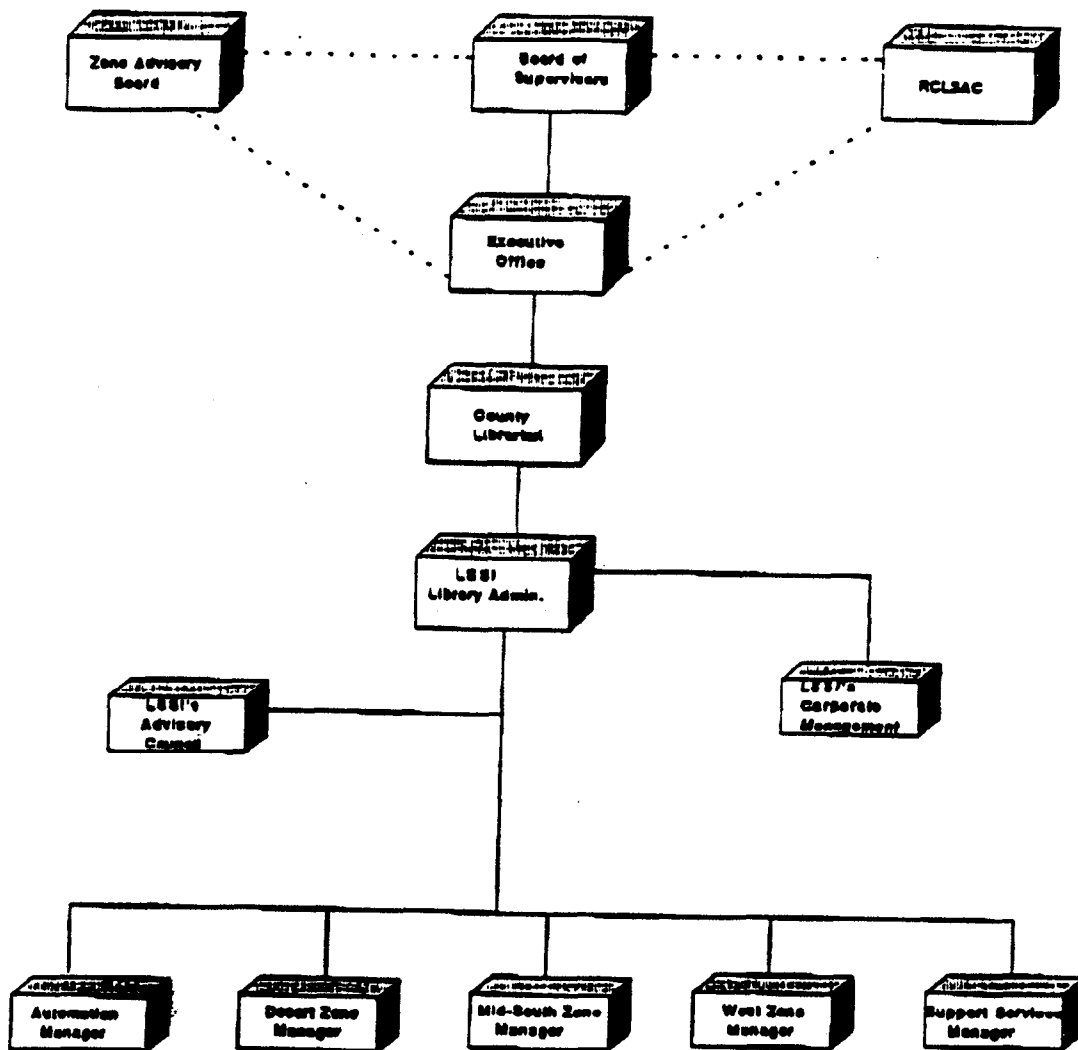 Zone Advisory
Board
Board of
Supervisors
RCLSAC
Executive
Office
County
Librarian
LSSI
Library Admin.
LSSI's
Advisory
Council
LSSI's
Corporate
Management
Automation
Manager
Desert Zone
Manager
Mid-South Zone
Manager
West Zone
Manager
Support Services
Manager